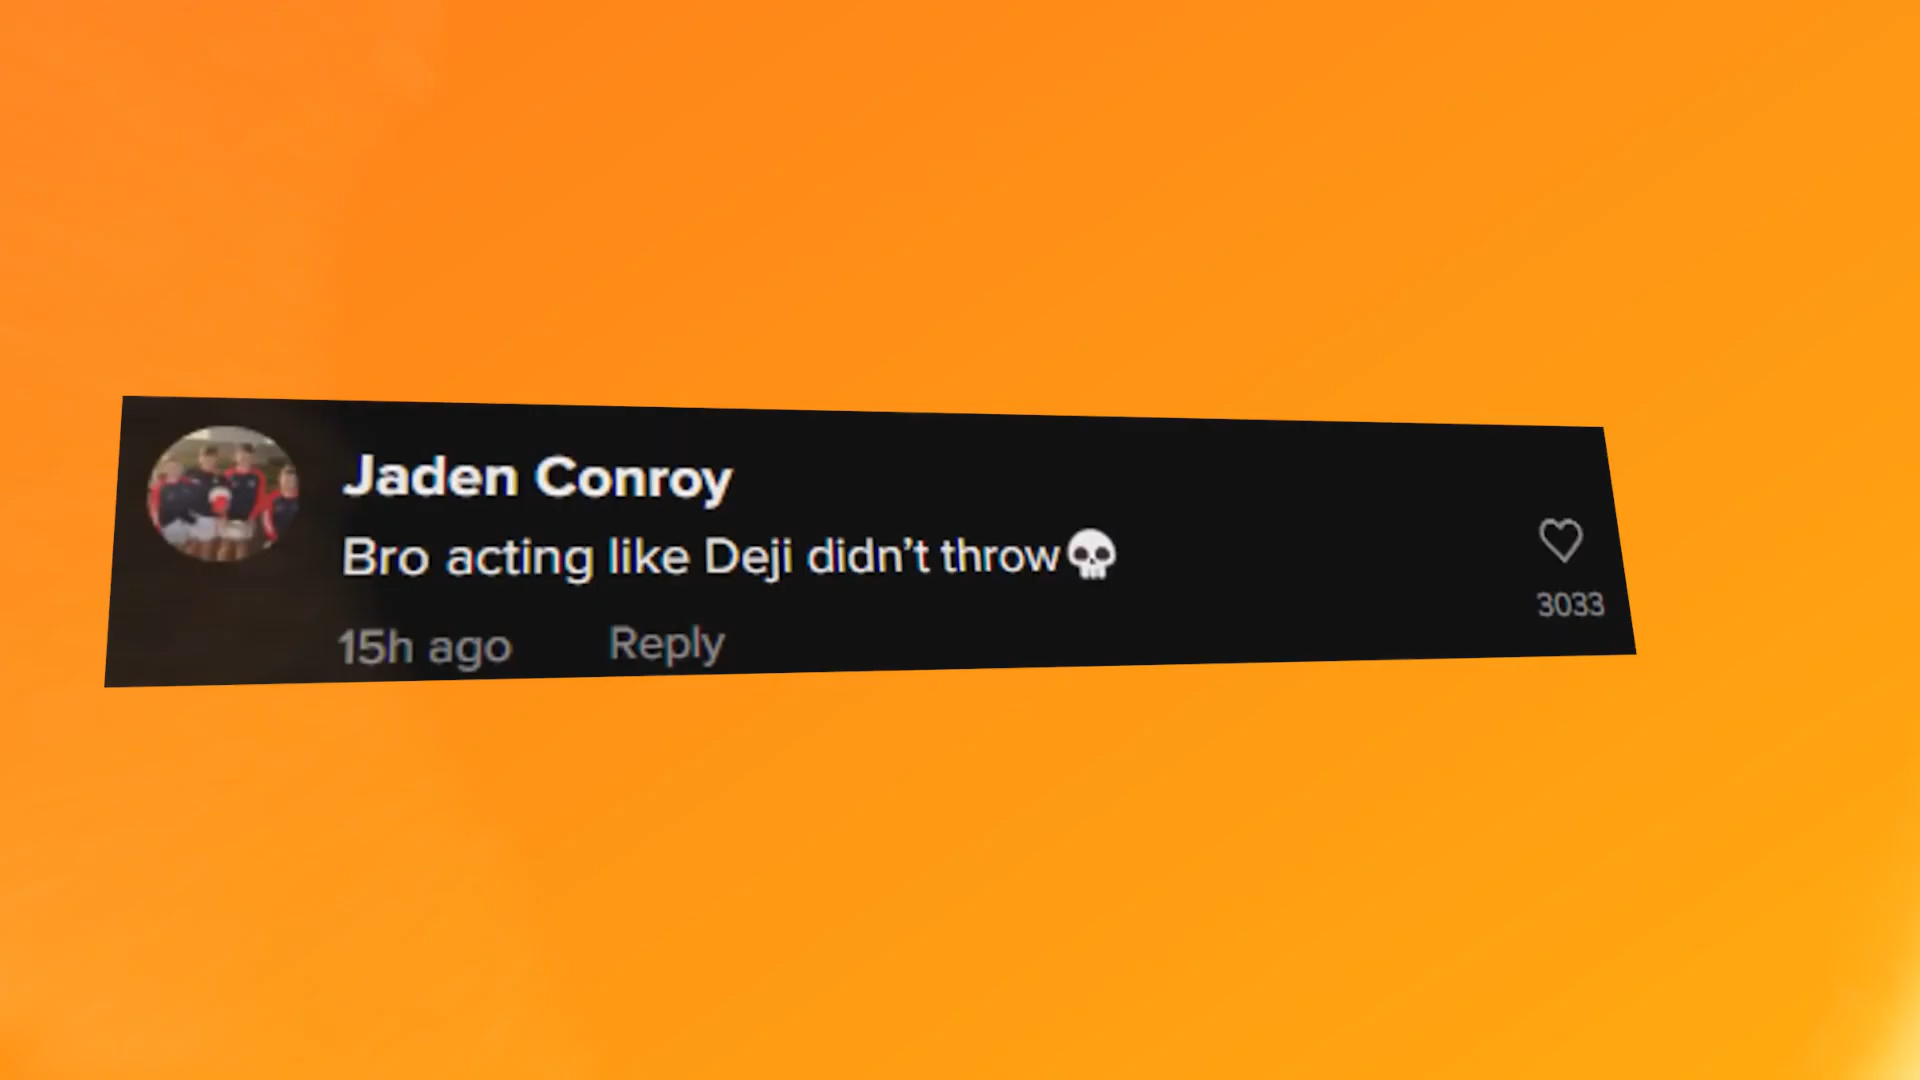 Jaden Conroy
Bro acting like Deji didn't throw💀
15h ago Reply
3033